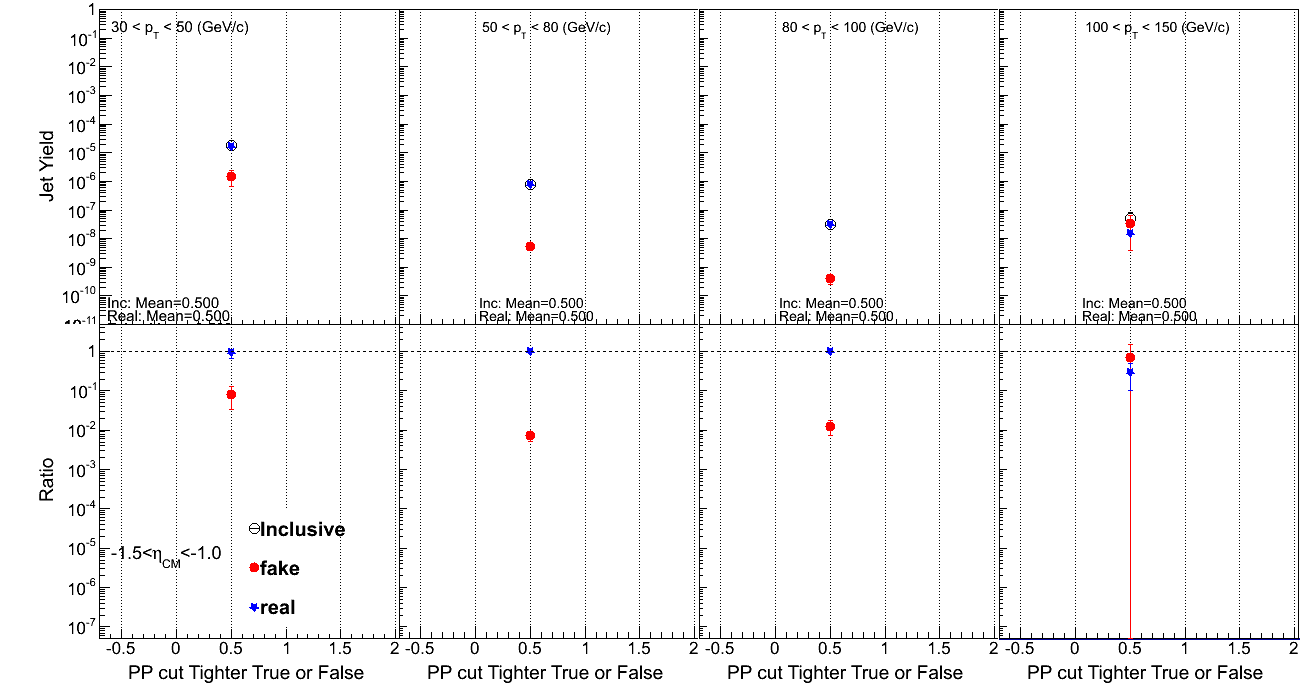 30 < p_T < 50 (GeV/c)
50 < p_T < 80 (GeV/c)
80 < p_T < 100 (GeV/c)
100 < p_T < 150 (GeV/c)
1
10^-1
10^-2
10^-3
10^-4
10^-5
10^-6
10^-7
10^-8
10^-9
10^-10
10^-11
Jet Yield
Inc: Mean=0.500
Real: Mean=0.500
Inc: Mean=0.500
Real: Mean=0.500
Inc: Mean=0.500
Real: Mean=0.500
Inc: Mean=0.500
Real: Mean=0.500
1
10^-1
10^-2
10^-3
10^-4
10^-5
10^-6
10^-7
Ratio
-1.5<η_CM<-1.0
Inclusive
fake
real
-0.5 0 0.5 1 1.5 2
-0.5 0 0.5 1 1.5 2
-0.5 0 0.5 1 1.5 2
-0.5 0 0.5 1 1.5 2
PP cut Tighter True or False
PP cut Tighter True or False
PP cut Tighter True or False
PP cut Tighter True or False